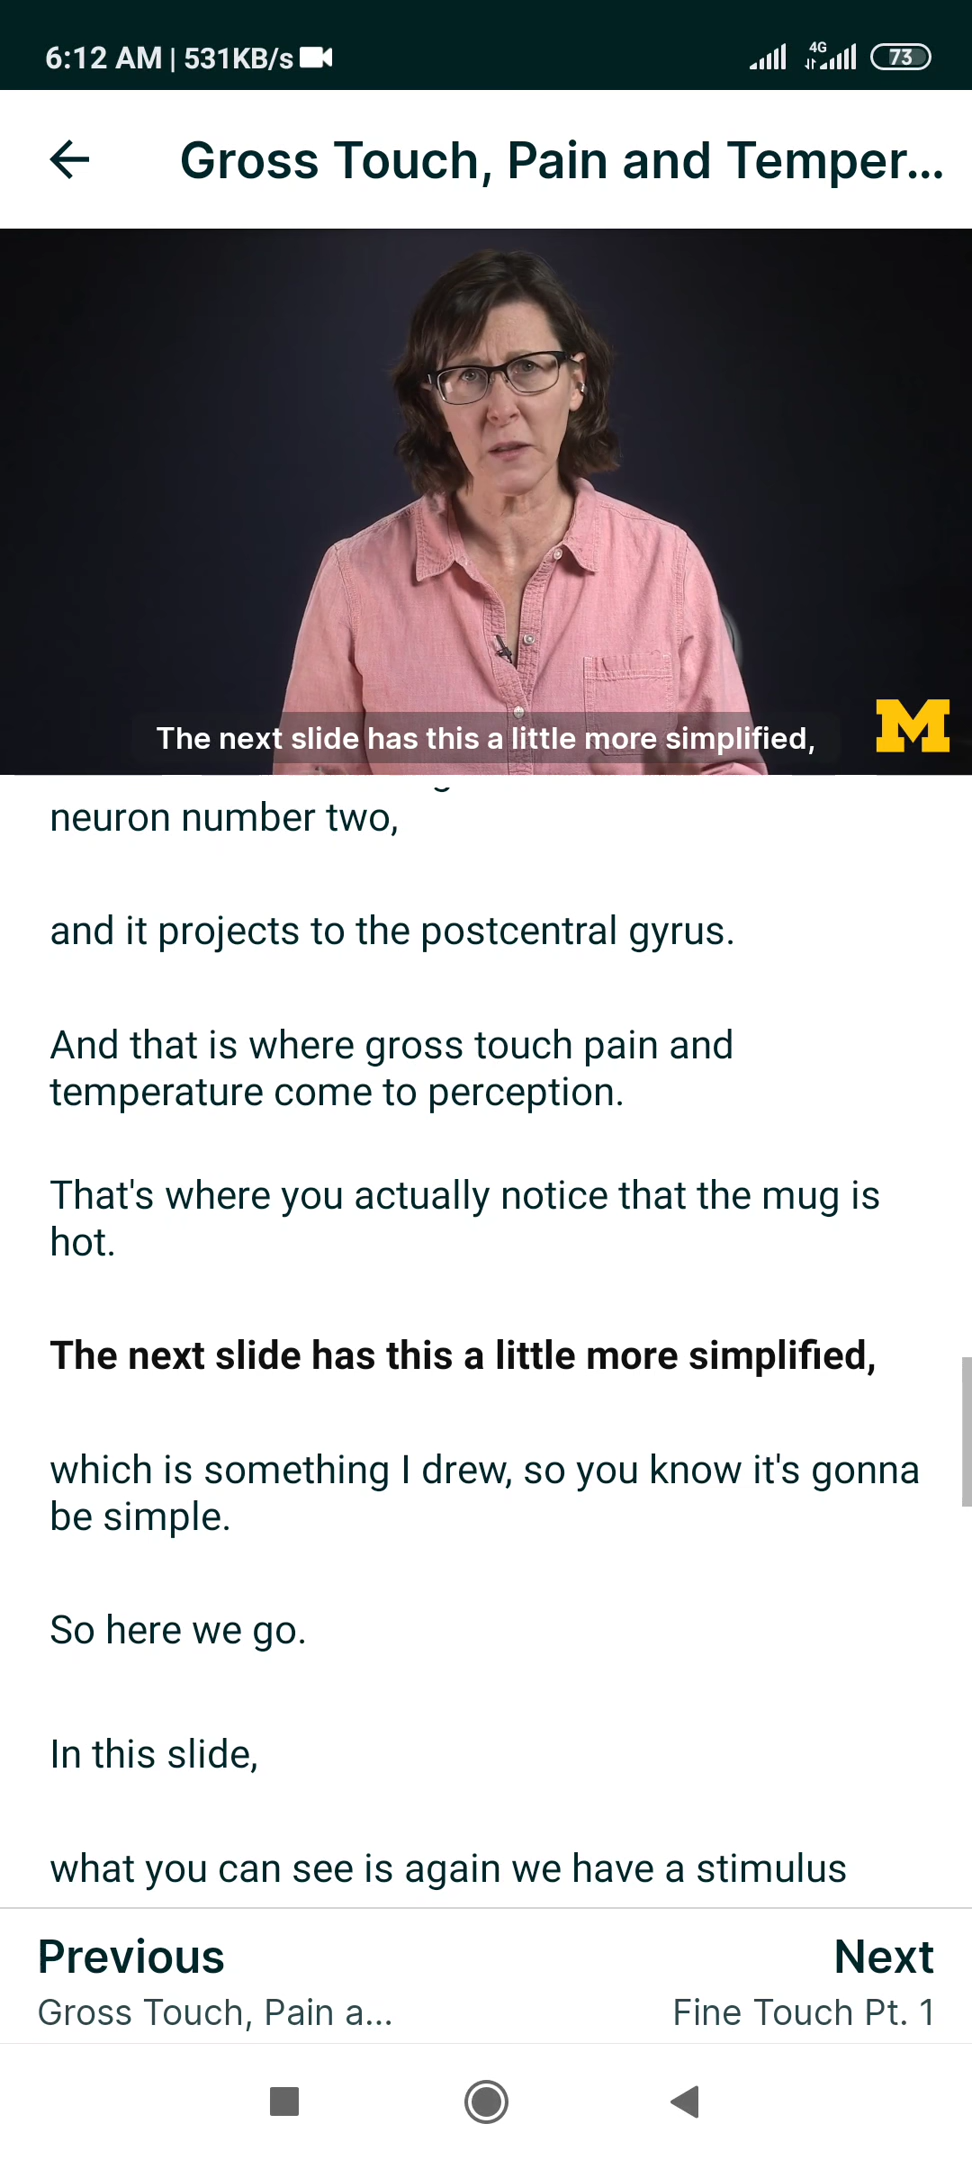 6:12 AM | 531KB/s
4G
73
Gross Touch, Pain and Temper...
The next slide has this a little more simplified,
M
neuron number two,
and it projects to the postcentral gyrus.
And that is where gross touch pain and
temperature come to perception.
That's where you actually notice that the mug is
hot.
The next slide has this a little more simplified,
which is something I drew, so you know it's gonna
be simple.
So here we go.
In this slide,
what you can see is again we have a stimulus
Previous
Next
Gross Touch, Pain a...
Fine Touch Pt. 1